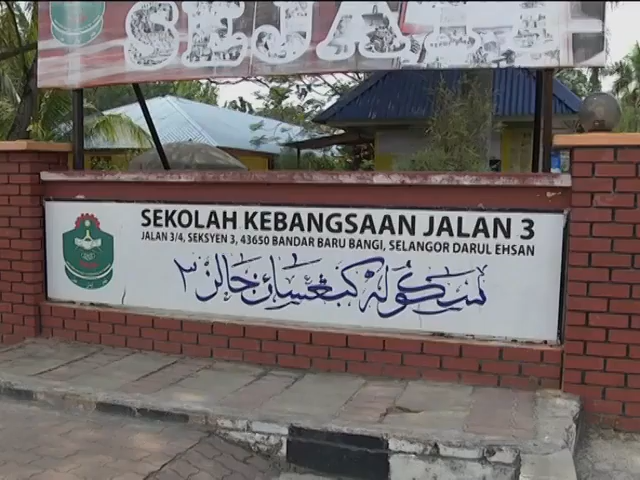 SEKOLAH KEBANGSAAN JALAN 3
JALAN 3/4, SEKSYEN 3, 43650 BANDAR BARU BANGI, SELANGOR DARUL EHSAN
سکوله کبڠساءن جالن ٣